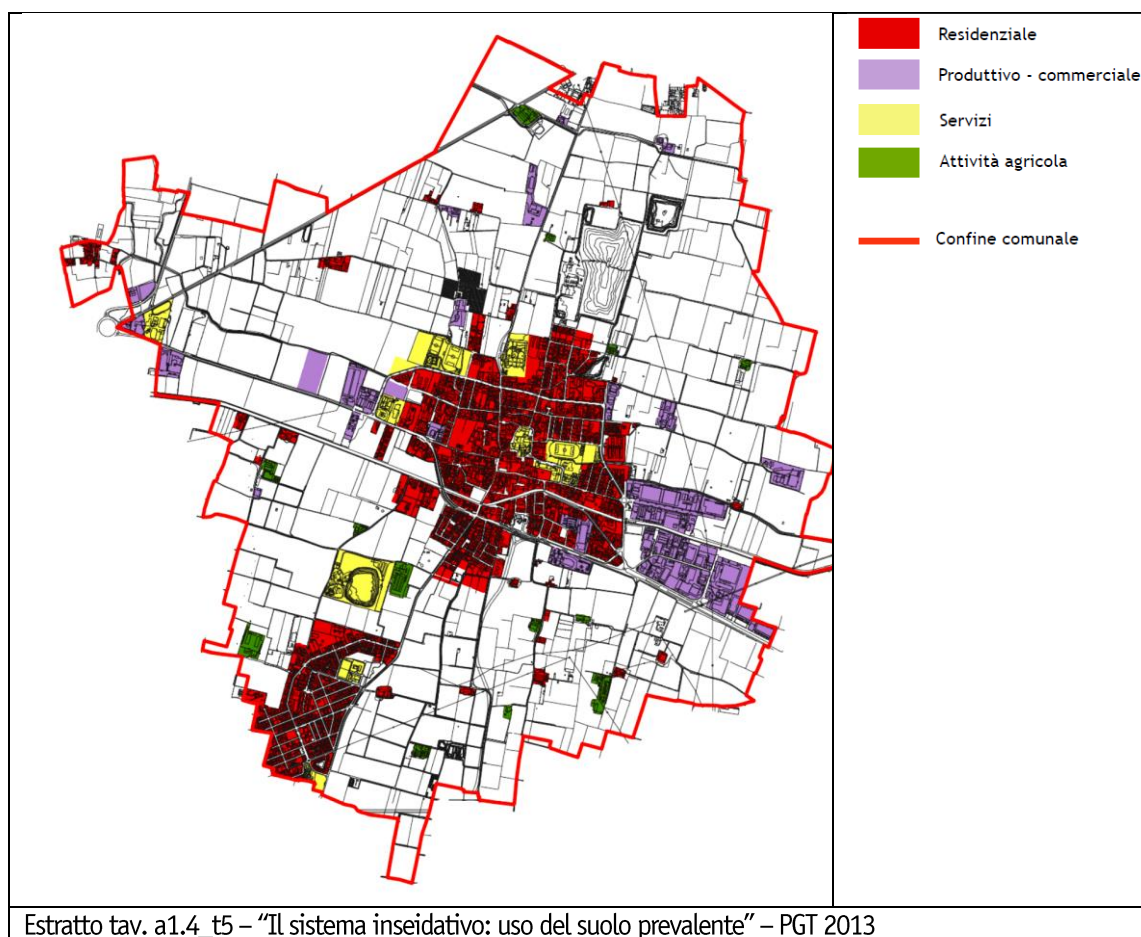 Residenziale
Produttivo - commerciale
Servizi
Attività agricola
Confine comunale
Estratto tav. a1.4_t5 – “Il sistema inseidativo: uso del suolo prevalente” – PGT 2013